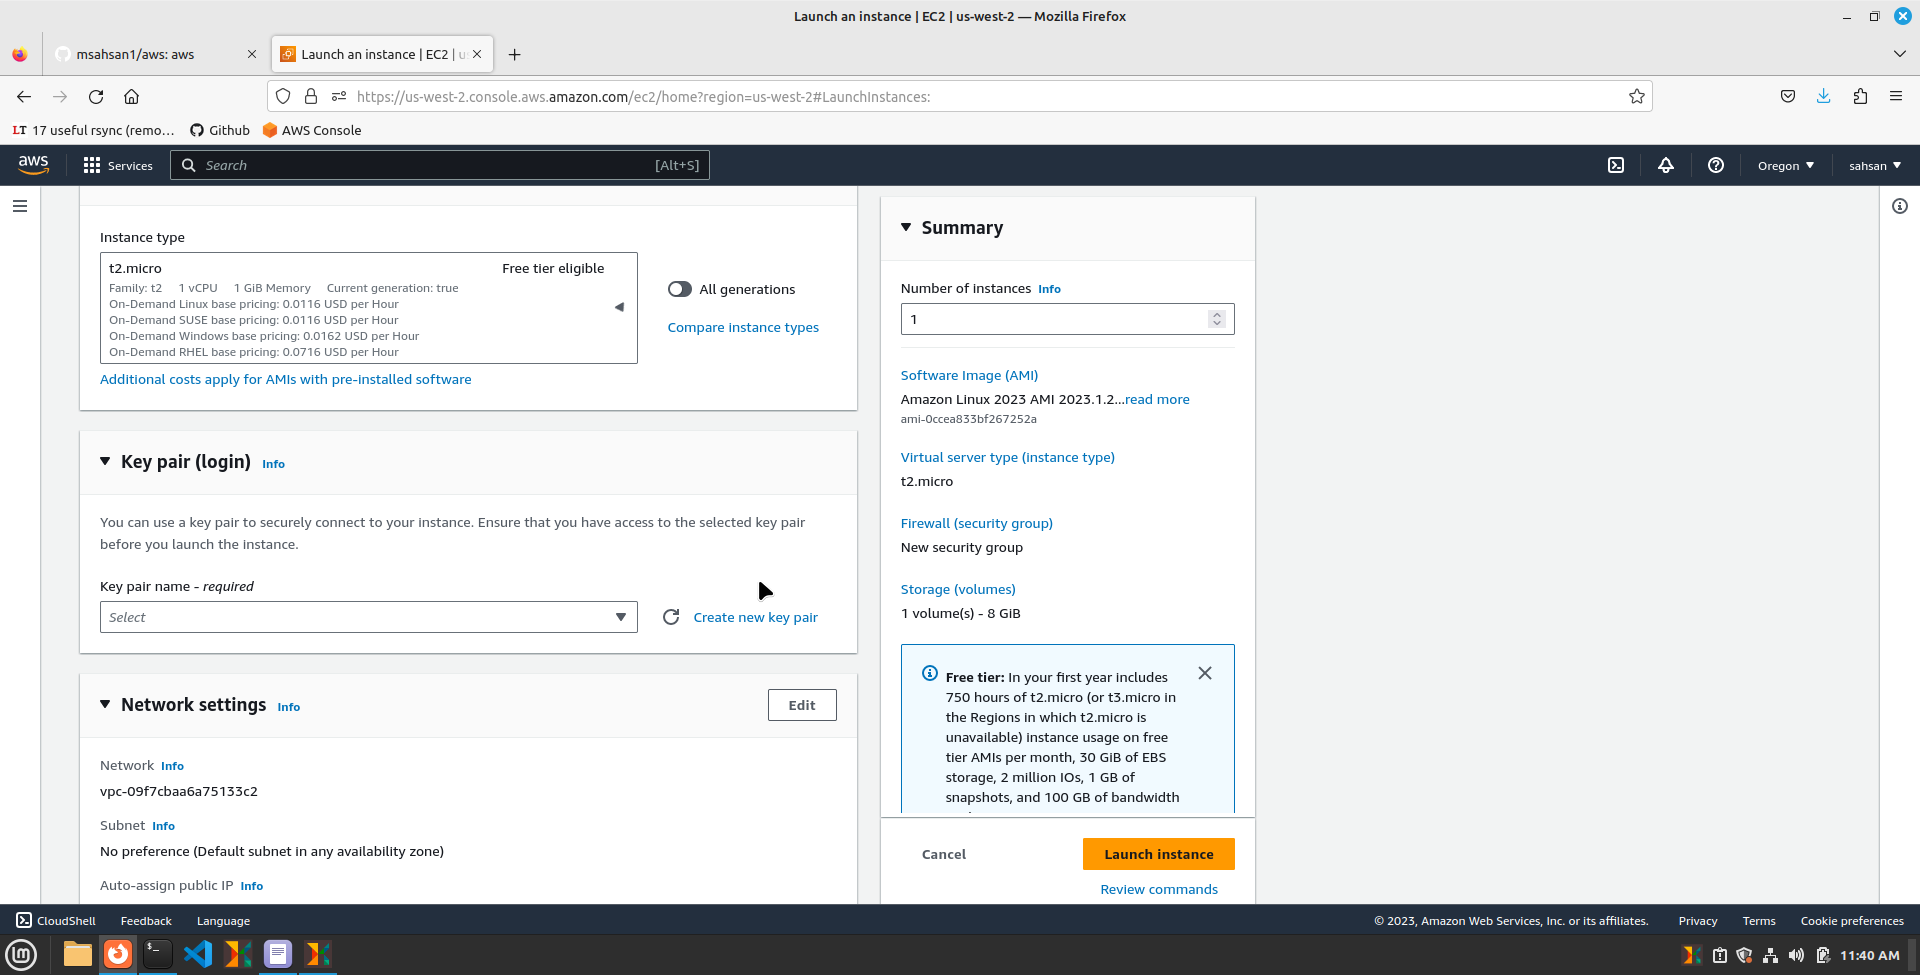 Launch an instance | EC2 | us-west-2 — Mozilla Firefox
msahsan1/aws: aws
Launch an instance | EC2 | u
https://us-west-2.console.aws.amazon.com/ec2/home?region=us-west-2#LaunchInstances:
LT 17 useful rsync (remo… Github AWS Console
aws Services Search [Alt+S] Oregon sahsan
Instance type
t2.micro Free tier eligible
Family: t2 1 vCPU 1 GiB Memory Current generation: true
On-Demand Linux base pricing: 0.0116 USD per Hour
On-Demand SUSE base pricing: 0.0116 USD per Hour
On-Demand Windows base pricing: 0.0162 USD per Hour
On-Demand RHEL base pricing: 0.0716 USD per Hour
All generations
Compare instance types
Additional costs apply for AMIs with pre-installed software
Key pair (login) Info
You can use a key pair to securely connect to your instance. Ensure that you have access to the selected key pair
before you launch the instance.
Key pair name - required
Select
Create new key pair
Network settings Info
Edit
Network Info
vpc-09f7cbaa6a75133c2
Subnet Info
No preference (Default subnet in any availability zone)
Auto-assign public IP Info
Summary
Number of instances Info
1
Software Image (AMI)
Amazon Linux 2023 AMI 2023.1.2...read more
ami-0ccea833bf267252a
Virtual server type (instance type)
t2.micro
Firewall (security group)
New security group
Storage (volumes)
1 volume(s) - 8 GiB
Free tier: In your first year includes
750 hours of t2.micro (or t3.micro in
the Regions in which t2.micro is
unavailable) instance usage on free
tier AMIs per month, 30 GiB of EBS
storage, 2 million IOs, 1 GB of
snapshots, and 100 GB of bandwidth
Cancel
Launch instance
Review commands
CloudShell Feedback Language © 2023, Amazon Web Services, Inc. or its affiliates. Privacy Terms Cookie preferences
11:40 AM